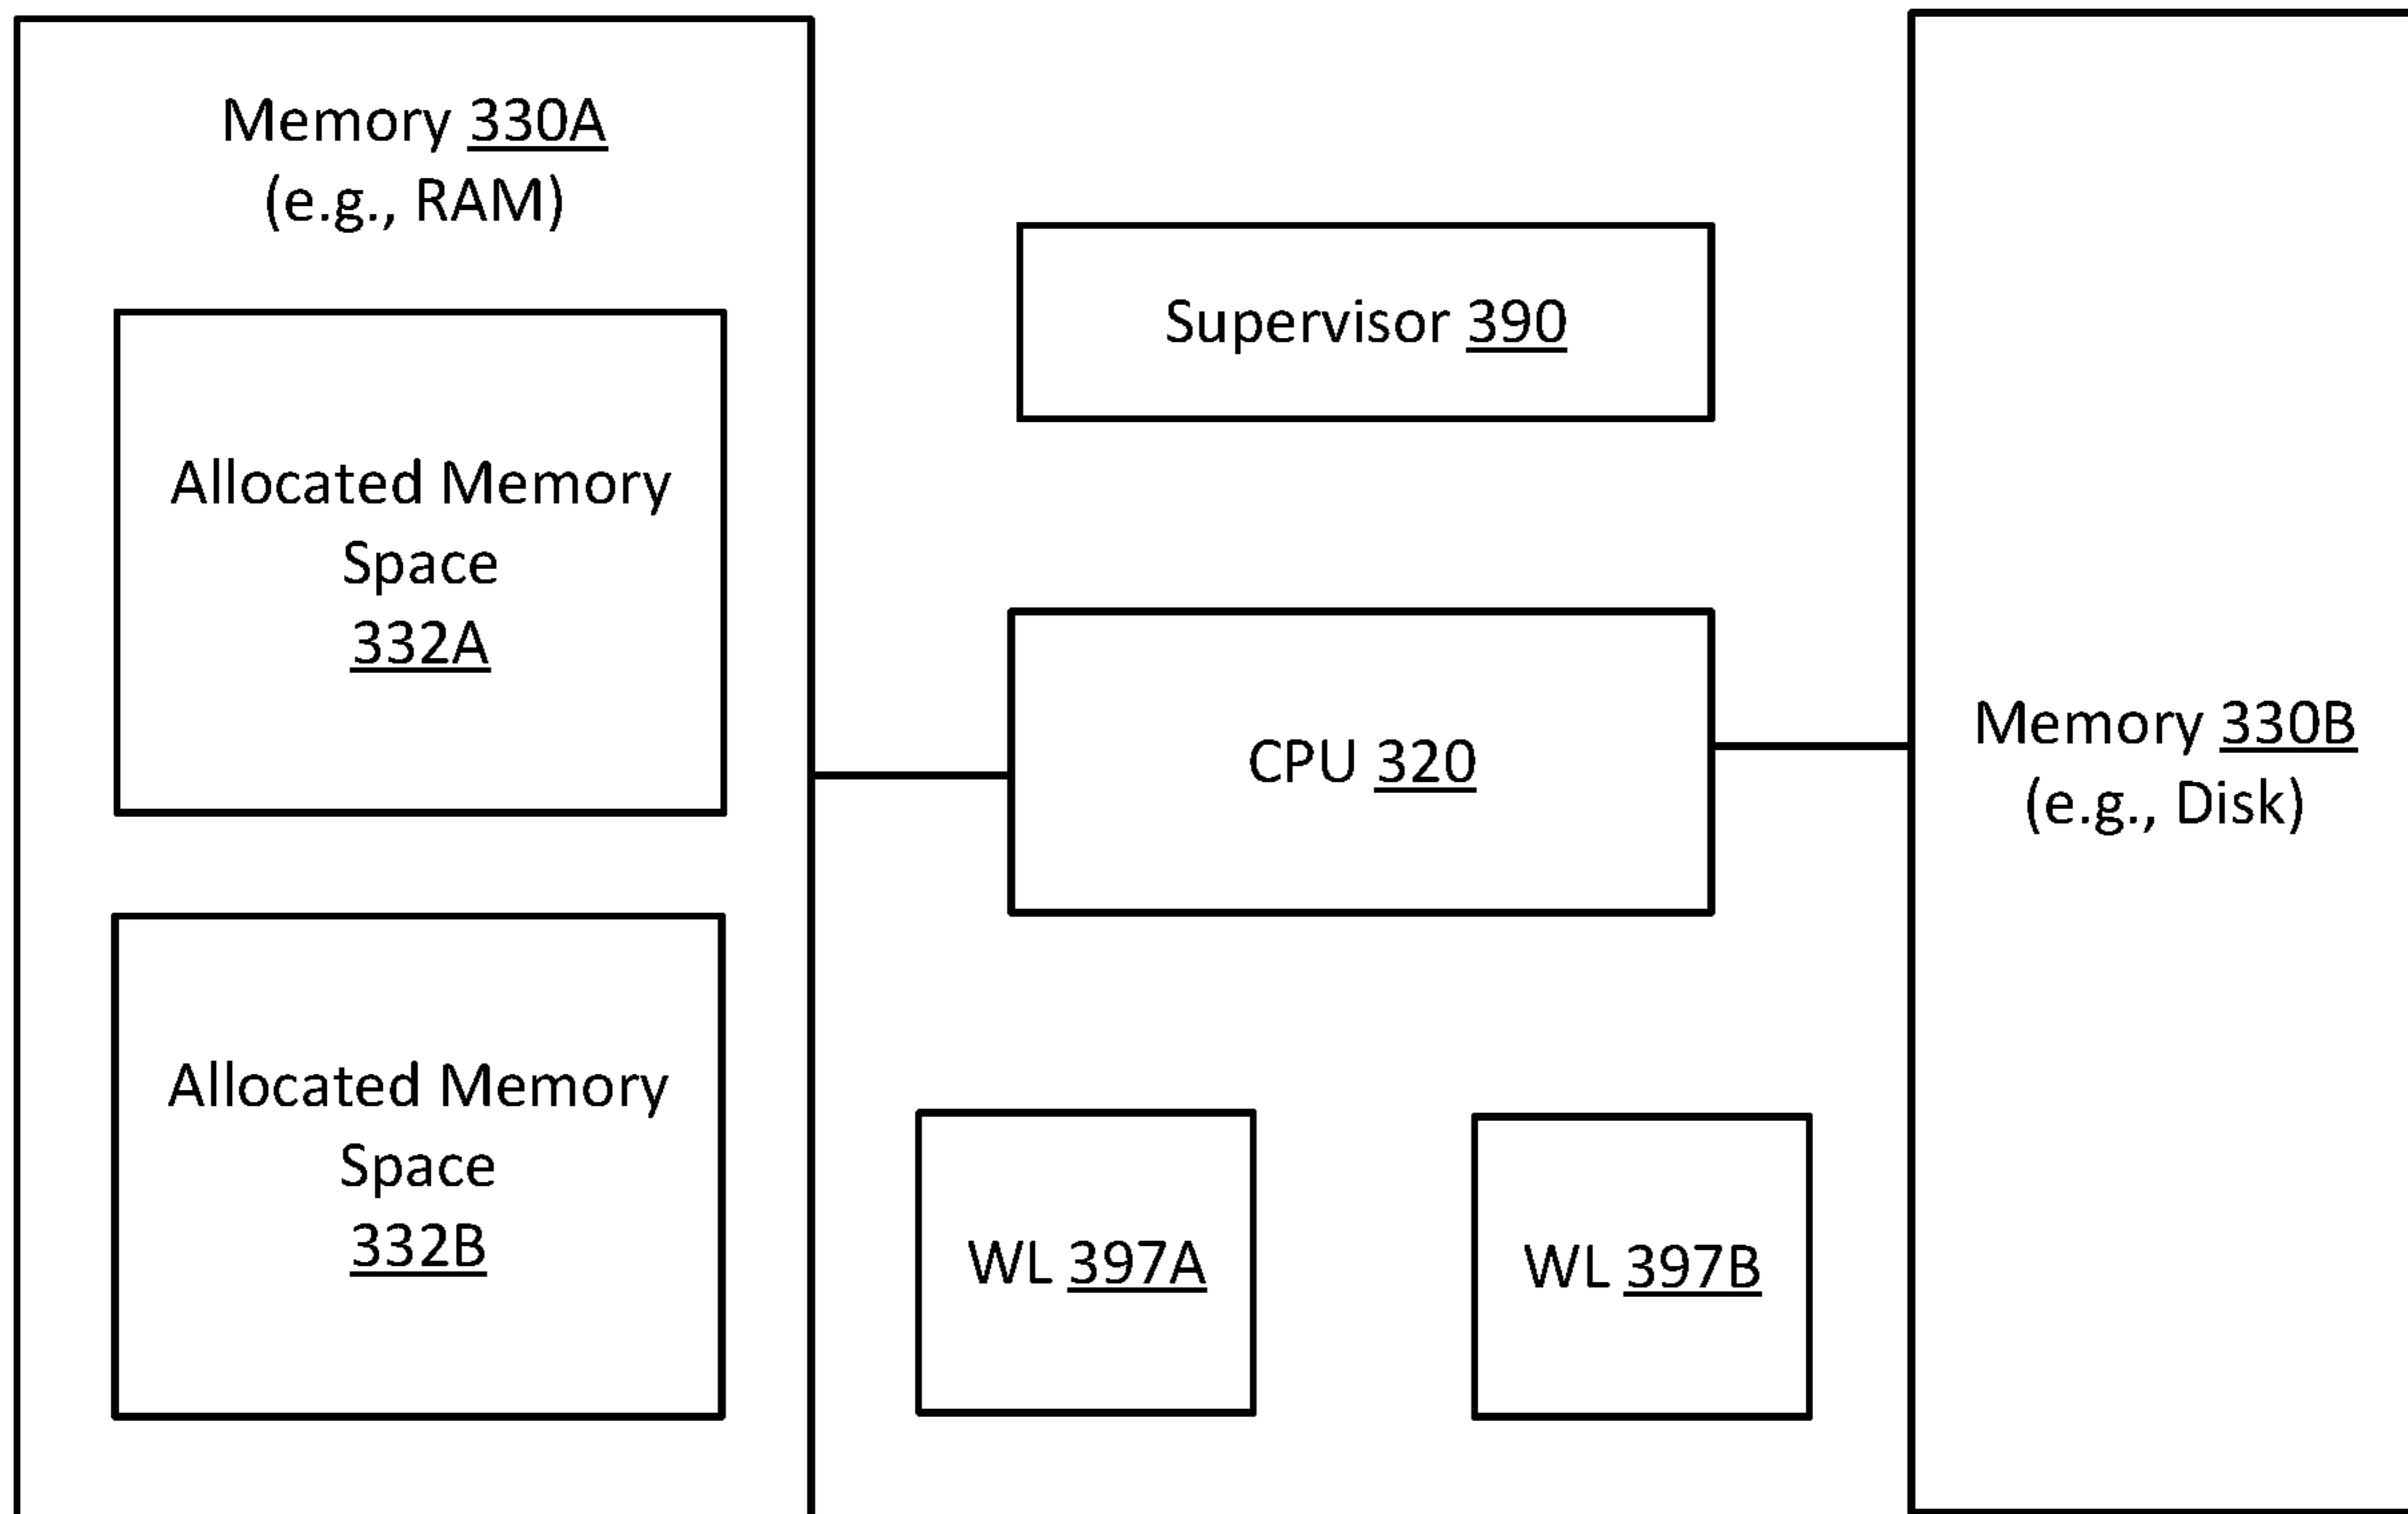 Memory 330A
(e.g., RAM)
Allocated Memory
Space
332A
Allocated Memory
Space
332B
Supervisor 390
CPU 320
WL 397A
WL 397B
Memory 330B
(e.g., Disk)